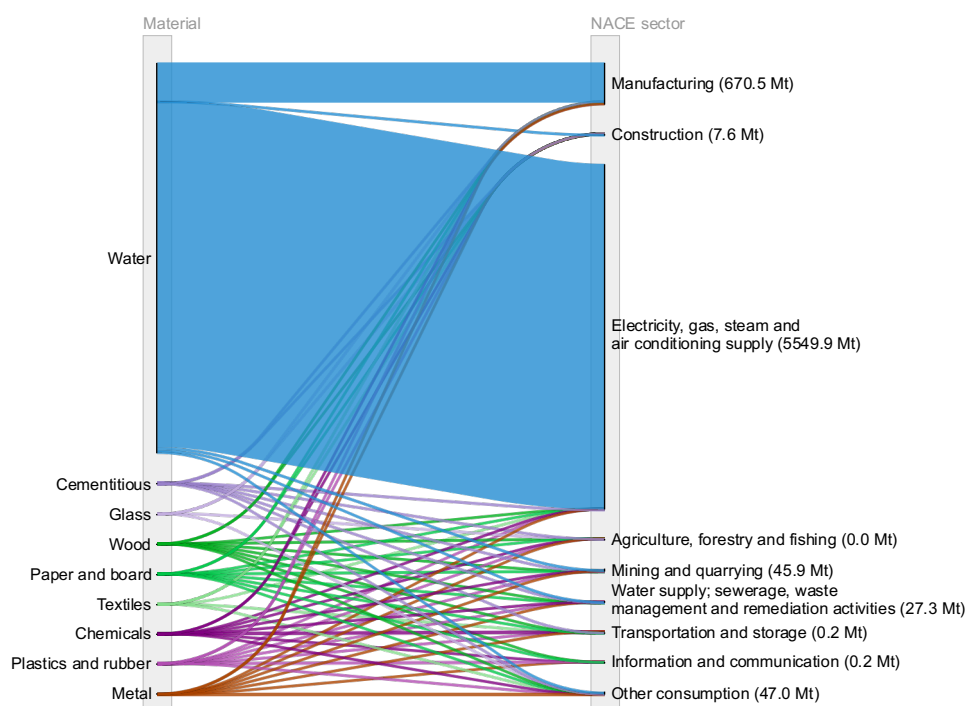 Material
NACE sector
Manufacturing (670.5 Mt)
Construction (7.6 Mt)
Water
Electricity, gas, steam and
air conditioning supply (5549.9 Mt)
Cementitious
Glass
Wood
Paper and board
Textiles
Chemicals
Plastics and rubber
Metal
Agriculture, forestry and fishing (0.0 Mt)
Mining and quarrying (45.9 Mt)
Water supply; sewerage, waste
management and remediation activities (27.3 Mt)
Transportation and storage (0.2 Mt)
Information and communication (0.2 Mt)
Other consumption (47.0 Mt)